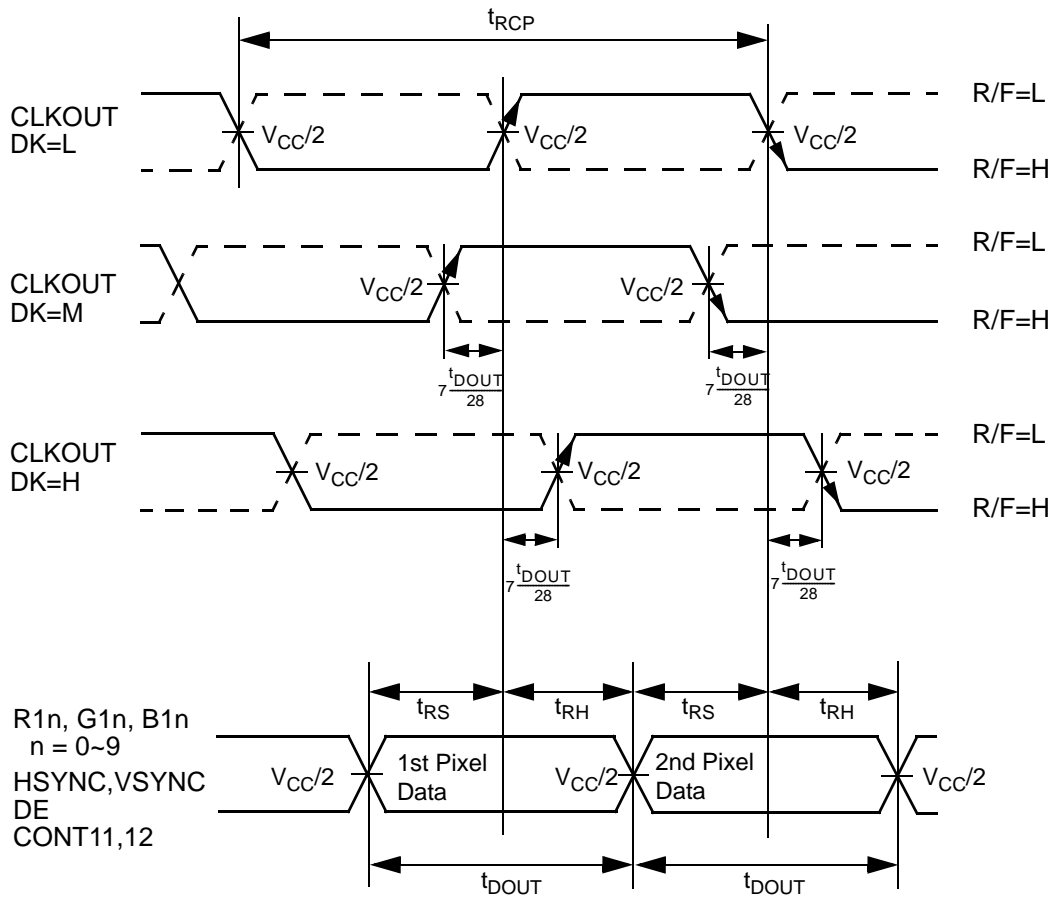 tRCP
CLKOUT
DK=L
VCC/2
VCC/2
VCC/2
R/F=L
R/F=H
CLKOUT
DK=M
VCC/2
VCC/2
R/F=L
R/F=H
7 tDOUT/28
7 tDOUT/28
CLKOUT
DK=H
VCC/2
VCC/2
VCC/2
R/F=L
R/F=H
7 tDOUT/28
7 tDOUT/28
tRS
tRH
tRS
tRH
R1n, G1n, B1n
n = 0~9
HSYNC,VSYNC
DE
CONT11,12
VCC/2
1st Pixel
Data
VCC/2
2nd Pixel
Data
VCC/2
tDOUT
tDOUT